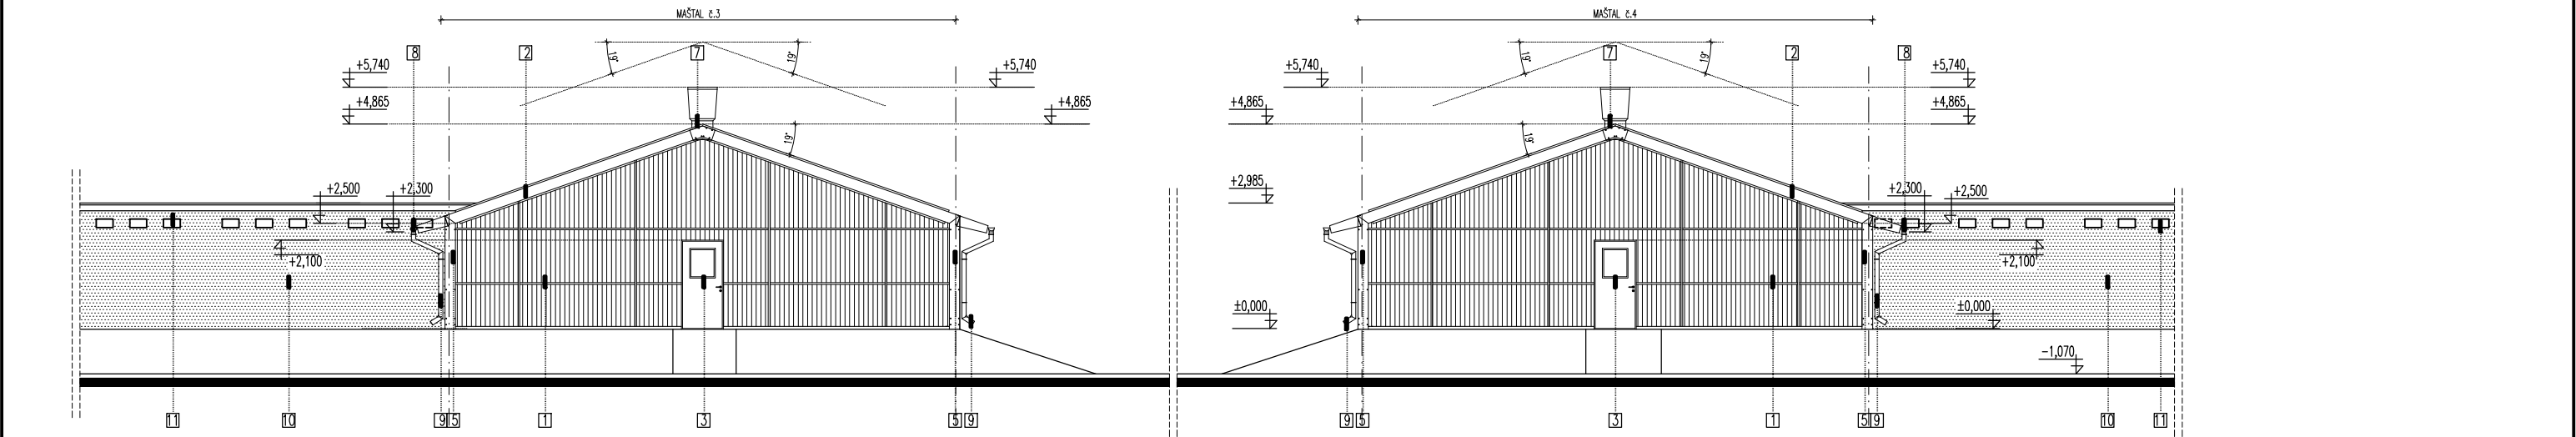 MAŠTAL č.3
MAŠTAL č.4
8 2 7
7 2 8
19° 19°
19° 19°
+5,740 +5,740
+5,740 +5,740
+4,865 +4,865
+4,865 +4,865
19°
19°
+2,500 +2,300
+2,985
+2,300 +2,500
+2,100
+2,100
±0,000 ±0,000
-1,070
11 10 9 5 1 3 5 9
9 5 3 1 5 9 10 11